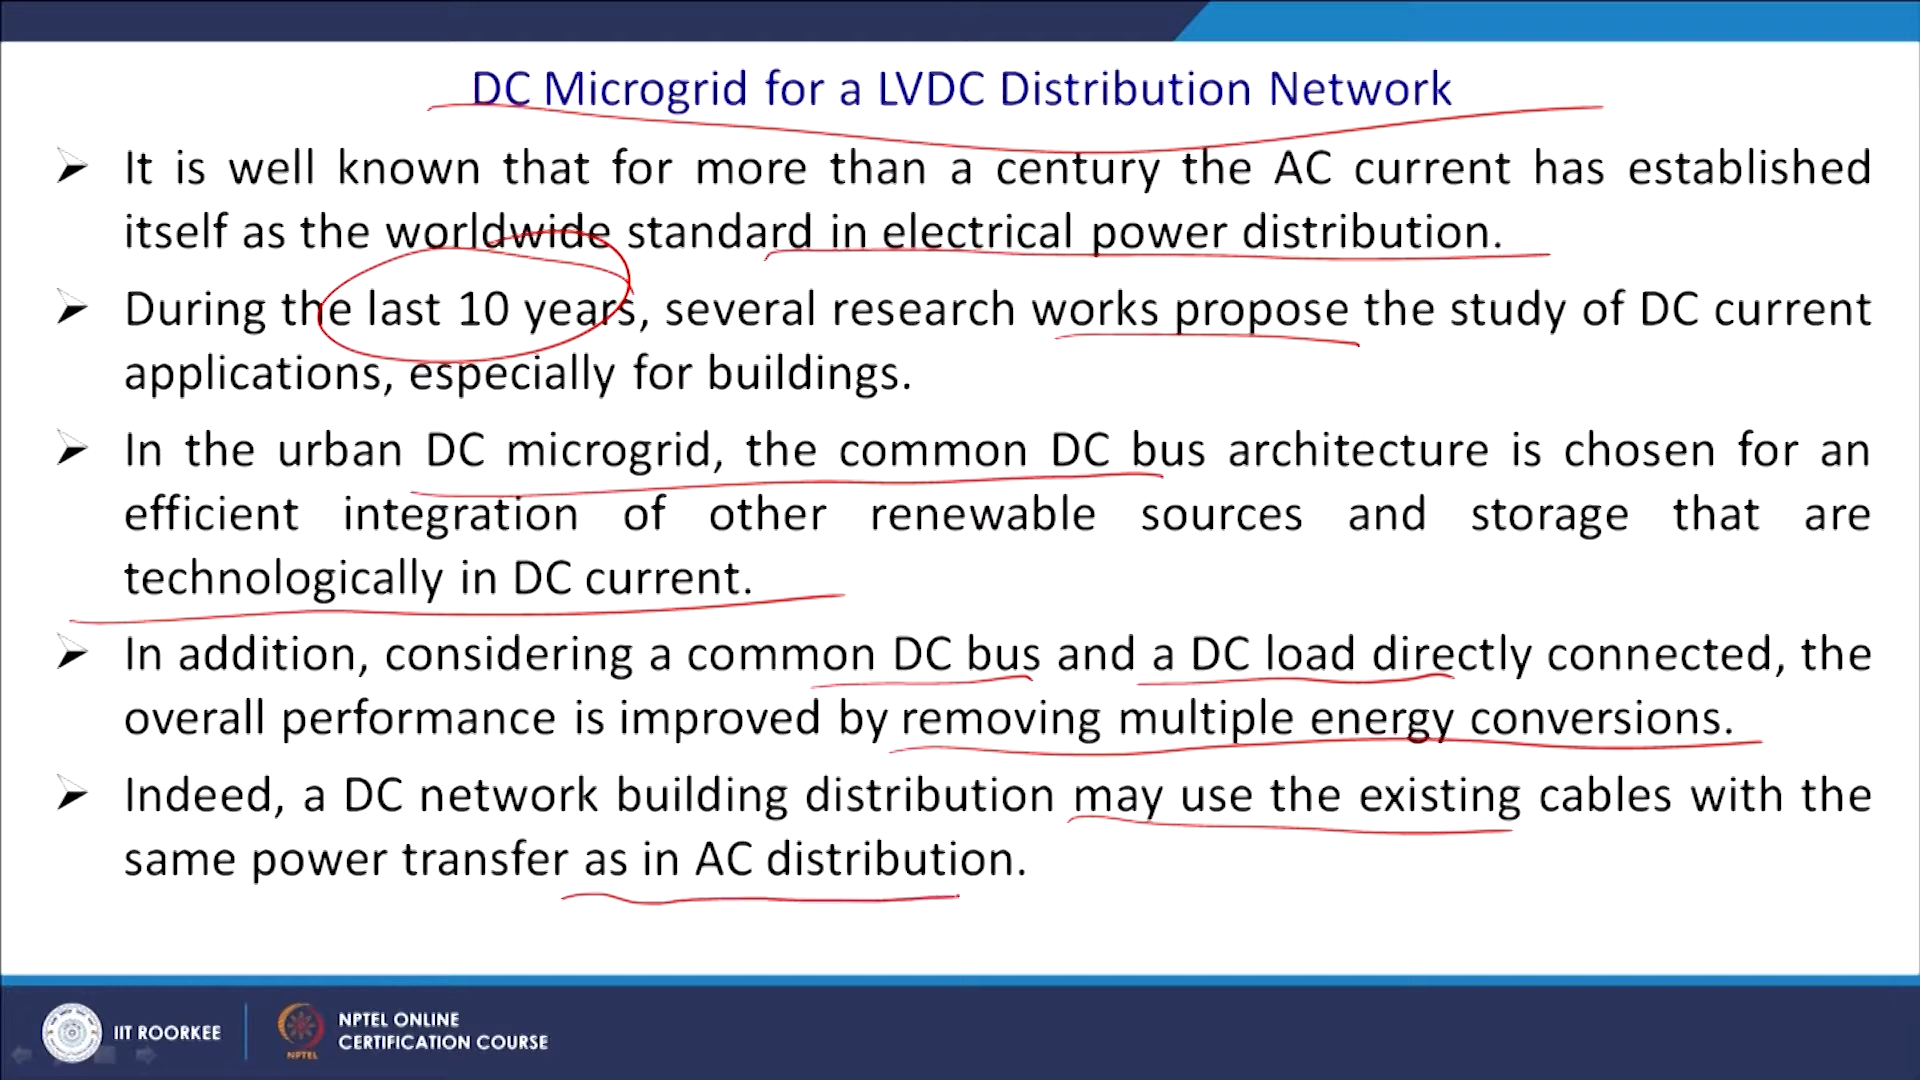 DC Microgrid for a LVDC Distribution Network
It is well known that for more than a century the AC current has established
itself as the worldwide standard in electrical power distribution.
During the last 10 years, several research works propose the study of DC current
applications, especially for buildings.
In the urban DC microgrid, the common DC bus architecture is chosen for an
efficient integration of other renewable sources and storage that are
technologically in DC current.
In addition, considering a common DC bus and a DC load directly connected, the
overall performance is improved by removing multiple energy conversions.
Indeed, a DC network building distribution may use the existing cables with the
same power transfer as in AC distribution.
IIT ROORKEE
NPTEL
NPTEL ONLINE
CERTIFICATION COURSE